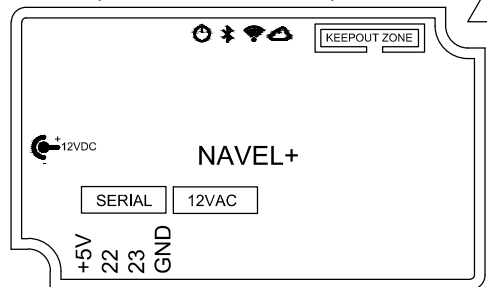 KEEPOUT ZONE
+12VDC
-
NAVEL+
SERIAL
12VAC
+5V
22
23
GND